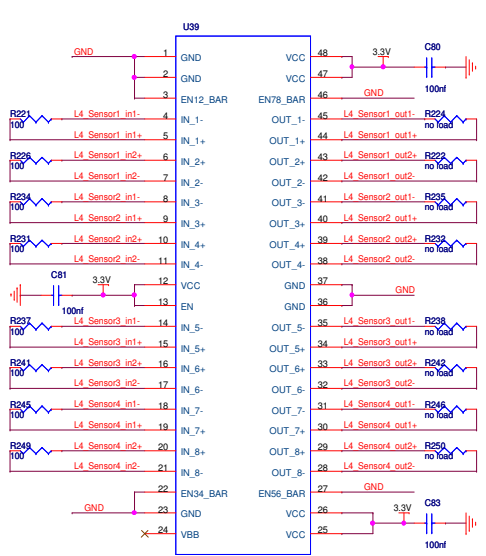 U39
GND 1 GND VCC 48 3.3V C80
2 GND VCC 47 100nf
3 EN12_BAR EN78_BAR 46 GND
R221 100 L4_Sensor1_in1- 4 IN_1- OUT_1- 45 L4_Sensor1_out1- R224 no load
L4_Sensor1_in1+ 5 IN_1+ OUT_1+ 44 L4_Sensor1_out1+
R226 100 L4_Sensor1_in2+ 6 IN_2+ OUT_2+ 43 L4_Sensor1_out2+ R222 no load
L4_Sensor1_in2- 7 IN_2- OUT_2- 42 L4_Sensor1_out2-
R234 100 L4_Sensor2_in1- 8 IN_3- OUT_3- 41 L4_Sensor2_out1- R235 no load
L4_Sensor2_in1+ 9 IN_3+ OUT_3+ 40 L4_Sensor2_out1+
R231 100 L4_Sensor2_in2+ 10 IN_4+ OUT_4+ 39 L4_Sensor2_out2+ R232 no load
L4_Sensor2_in2- 11 IN_4- OUT_4- 38 L4_Sensor2_out2-
C81 3.3V 12 VCC GND 37 GND
100nf 13 EN GND 36
R237 100 L4_Sensor3_in1- 14 IN_5- OUT_5- 35 L4_Sensor3_out1- R238 no load
L4_Sensor3_in1+ 15 IN_5+ OUT_5+ 34 L4_Sensor3_out1+
R241 100 L4_Sensor3_in2+ 16 IN_6+ OUT_6+ 33 L4_Sensor3_out2+ R242 no load
L4_Sensor3_in2- 17 IN_6- OUT_6- 32 L4_Sensor3_out2-
R245 100 L4_Sensor4_in1- 18 IN_7- OUT_7- 31 L4_Sensor4_out1- R246 no load
L4_Sensor4_in1+ 19 IN_7+ OUT_7+ 30 L4_Sensor4_out1+
R249 100 L4_Sensor4_in2+ 20 IN_8+ OUT_8+ 29 L4_Sensor4_out2+ R250 no load
L4_Sensor4_in2- 21 IN_8- OUT_8- 28 L4_Sensor4_out2-
22 EN34_BAR EN56_BAR 27 GND
GND 23 GND VCC 26 3.3V C83
24 VBB VCC 25 100nf